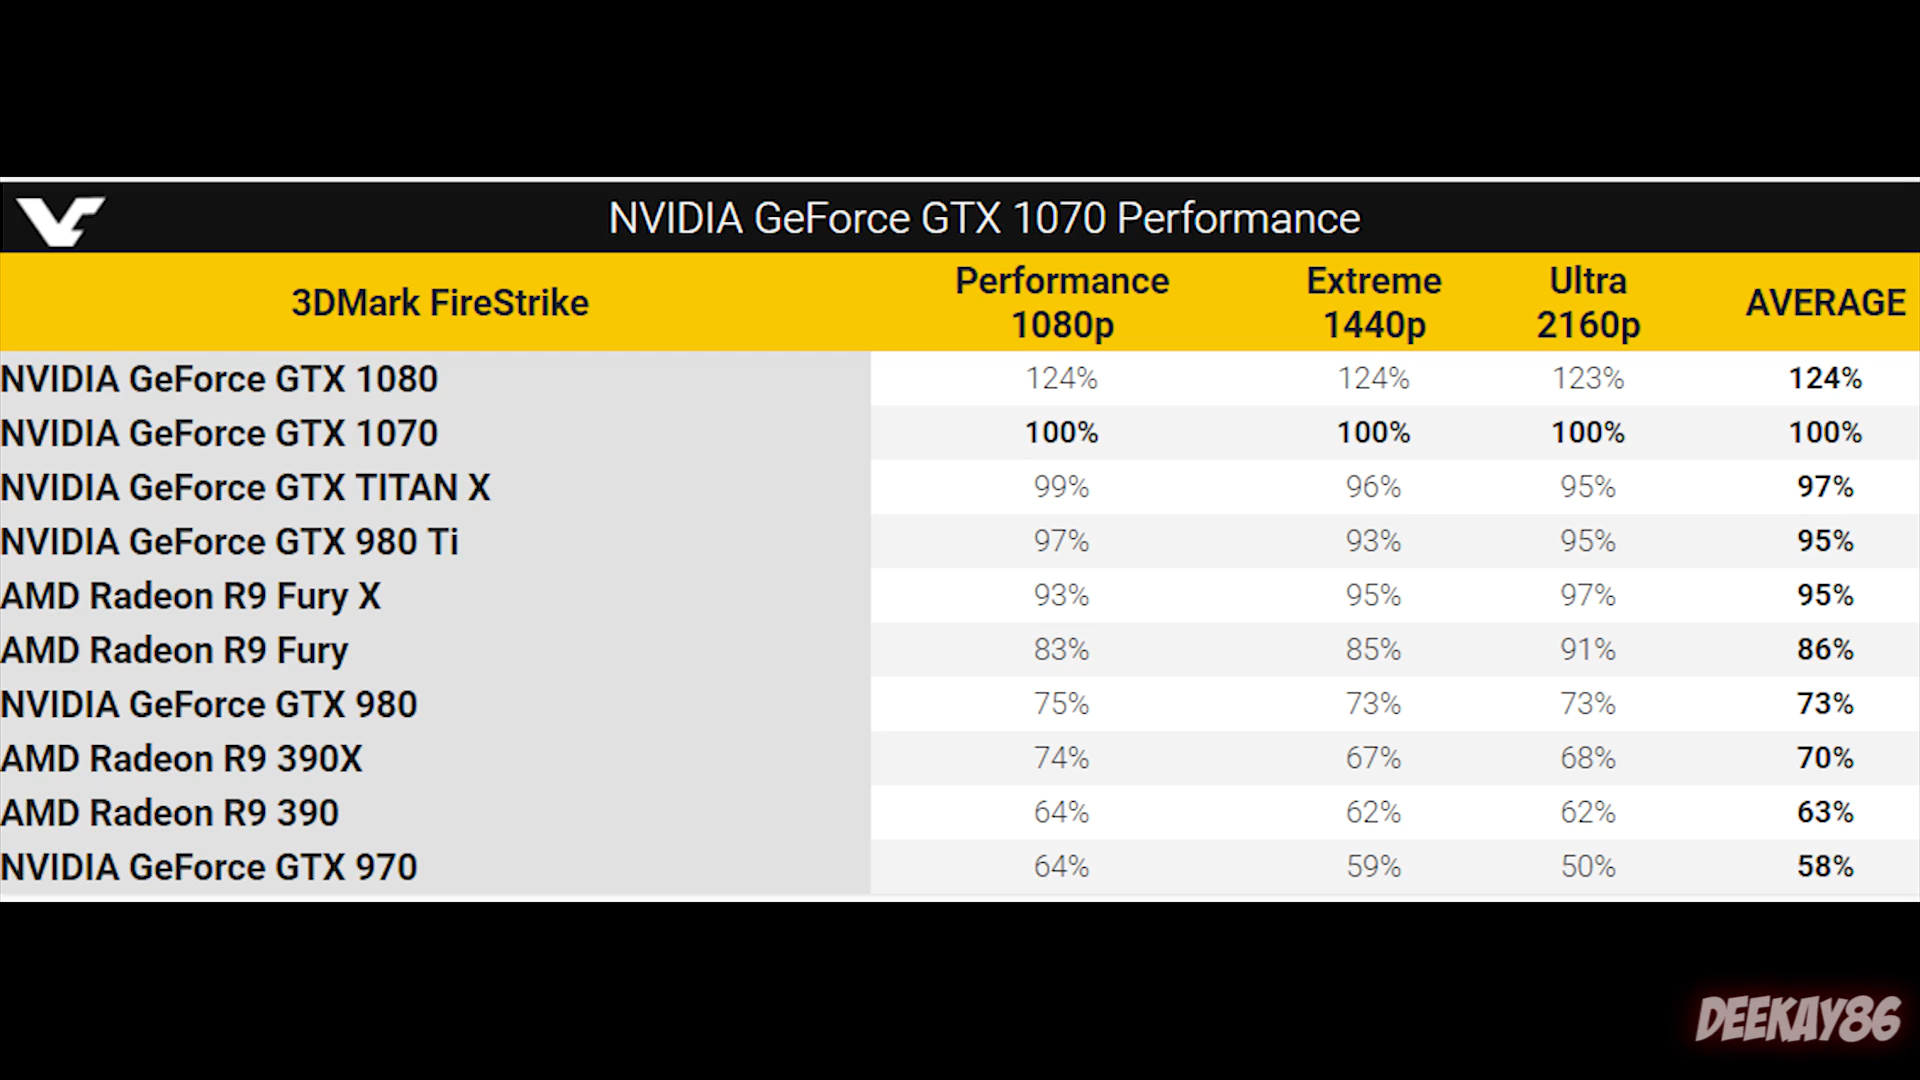 NVIDIA GeForce GTX 1070 Performance
3DMark FireStrike Performance 1080p Extreme 1440p Ultra 2160p AVERAGE
NVIDIA GeForce GTX 1080 124% 124% 123% 124%
NVIDIA GeForce GTX 1070 100% 100% 100% 100%
NVIDIA GeForce GTX TITAN X 99% 96% 95% 97%
NVIDIA GeForce GTX 980 Ti 97% 93% 95% 95%
AMD Radeon R9 Fury X 93% 95% 97% 95%
AMD Radeon R9 Fury 83% 85% 91% 86%
NVIDIA GeForce GTX 980 75% 73% 73% 73%
AMD Radeon R9 390X 74% 67% 68% 70%
AMD Radeon R9 390 64% 62% 62% 63%
NVIDIA GeForce GTX 970 64% 59% 50% 58%
DEEKAY86